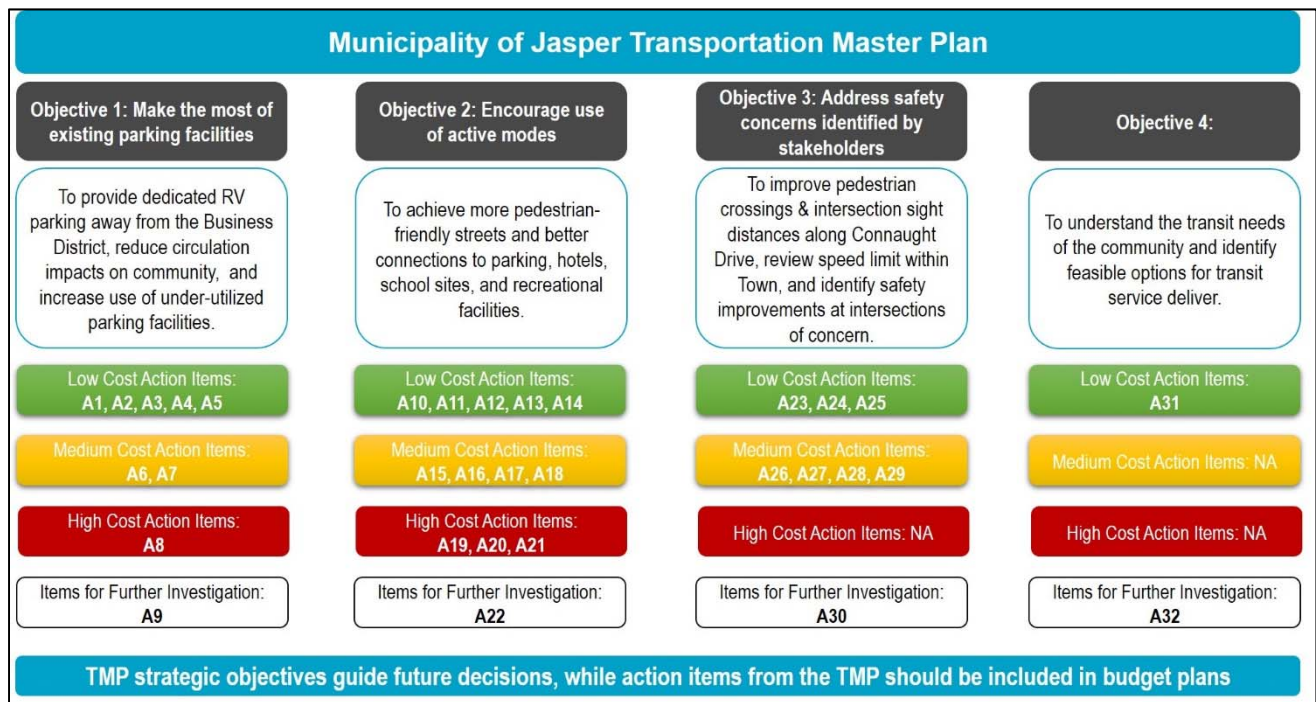 Municipality of Jasper Transportation Master Plan
Objective 1: Make the most of
existing parking facilities
To provide dedicated RV
parking away from the Business
District, reduce circulation
impacts on community, and
increase use of under-utilized
parking facilities.
Low Cost Action Items:
A1, A2, A3, A4, A5
Medium Cost Action Items:
A6, A7
High Cost Action Items:
A8
Items for Further Investigation:
A9
Objective 2: Encourage use
of active modes
To achieve more pedestrian-
friendly streets and better
connections to parking, hotels,
school sites, and recreational
facilities.
Low Cost Action Items:
A10, A11, A12, A13, A14
Medium Cost Action Items:
A15, A16, A17, A18
High Cost Action Items:
A19, A20, A21
Items for Further Investigation:
A22
Objective 3: Address safety
concerns identified by
stakeholders
To improve pedestrian
crossings & intersection sight
distances along Connaught
Drive, review speed limit within
Town, and identify safety
improvements at intersections
of concern.
Low Cost Action Items:
A23, A24, A25
Medium Cost Action Items:
A26, A27, A28, A29
High Cost Action Items: NA
Items for Further Investigation:
A30
Objective 4:
To understand the transit needs
of the community and identify
feasible options for transit
service deliver.
Low Cost Action Items:
A31
Medium Cost Action Items: NA
High Cost Action Items: NA
Items for Further Investigation:
A32
TMP strategic objectives guide future decisions, while action items from the TMP should be included in budget plans